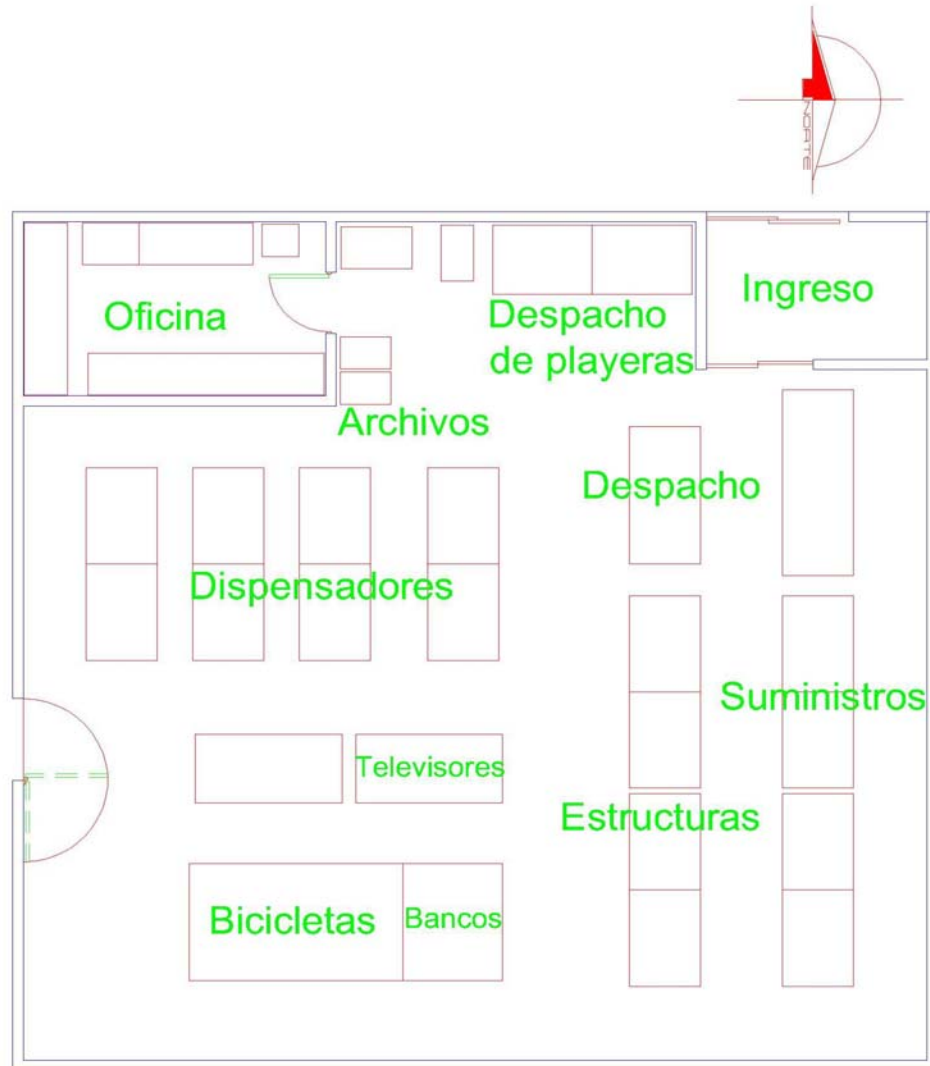 NORTE
Ingreso
Oficina
Despacho
de playeras
Archivos
Despacho
Dispensadores
Suministros
Televisores
Estructuras
Bicicletas
Bancos